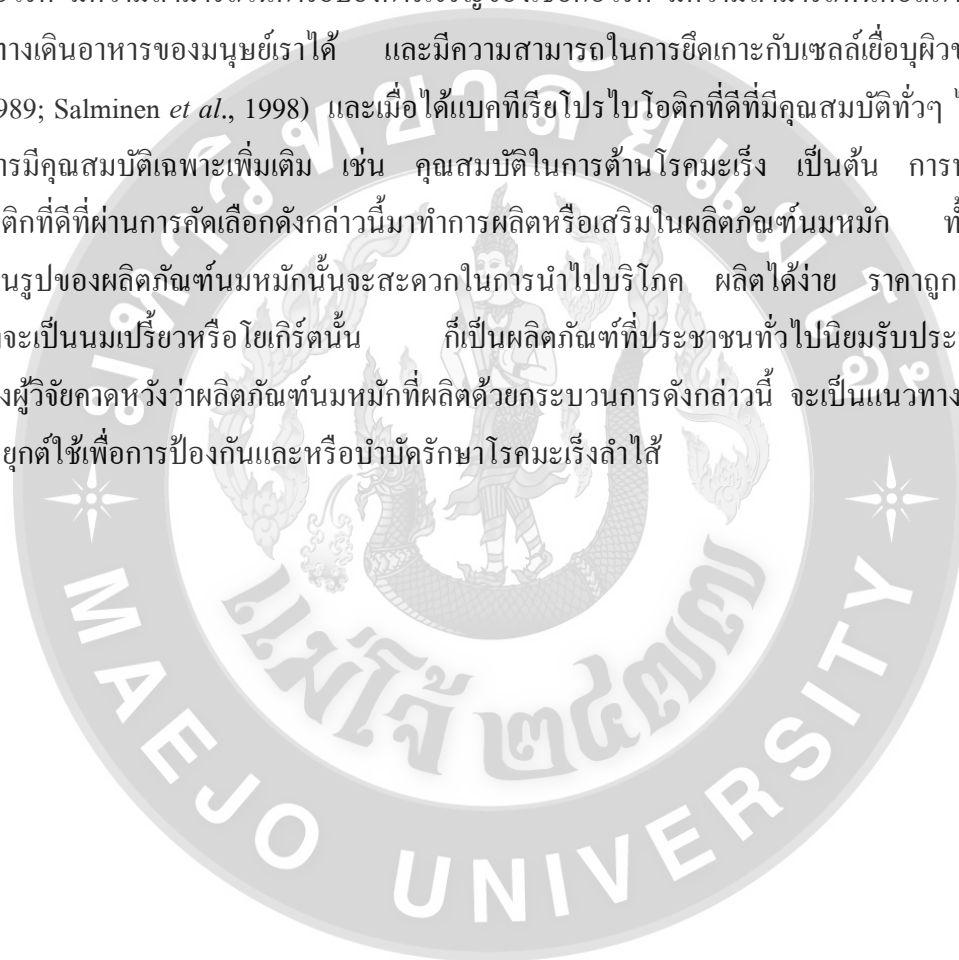 ทางเดินอาหารของมนุษย์เราได้ และมีความสามารถในการยึดเกาะกับเซลล์เยื่อบุผิว
989; Salminen et al., 1998) และเมื่อได้แบคทีเรียโปรไบโอติกที่ดีที่มีคุณสมบัติทั่วๆ
ารมีคุณสมบัติเฉพาะเพิ่มเติม เช่น คุณสมบัติในการต้านโรคมะเร็ง เป็นต้น
ติกที่ดีที่ผ่านการคัดเลือกดังกล่าวนี้มาทำการผลิตหรือเสริมในผลิตภัณฑ์นมหมัก
นรูปของผลิตภัณฑ์นมหมักนั้นจะสะดวกในการนำไปบริโภค ผลิตได้ง่าย ราคาถูก
จะเป็นนมเปรี้ยวหรือโยเกิร์ตนั้น ก็เป็นผลิตภัณฑ์ที่ประชาชนทั่วไปนิยมรับประ
งผู้วิจัยคาดหวังว่าผลิตภัณฑ์นมหมักที่ผลิตด้วยกระบวนการดังกล่าวนี้ จะเป็นแนวทาง
ยุกต์ใช้เพื่อการป้องกันและหรือบำบัดรักษาโรคมะเร็งลำไส้
มหาวิทยาลัยแม่โจ้
แม่โจ้ ๒๔๗๗
MAEJO UNIVERSITY